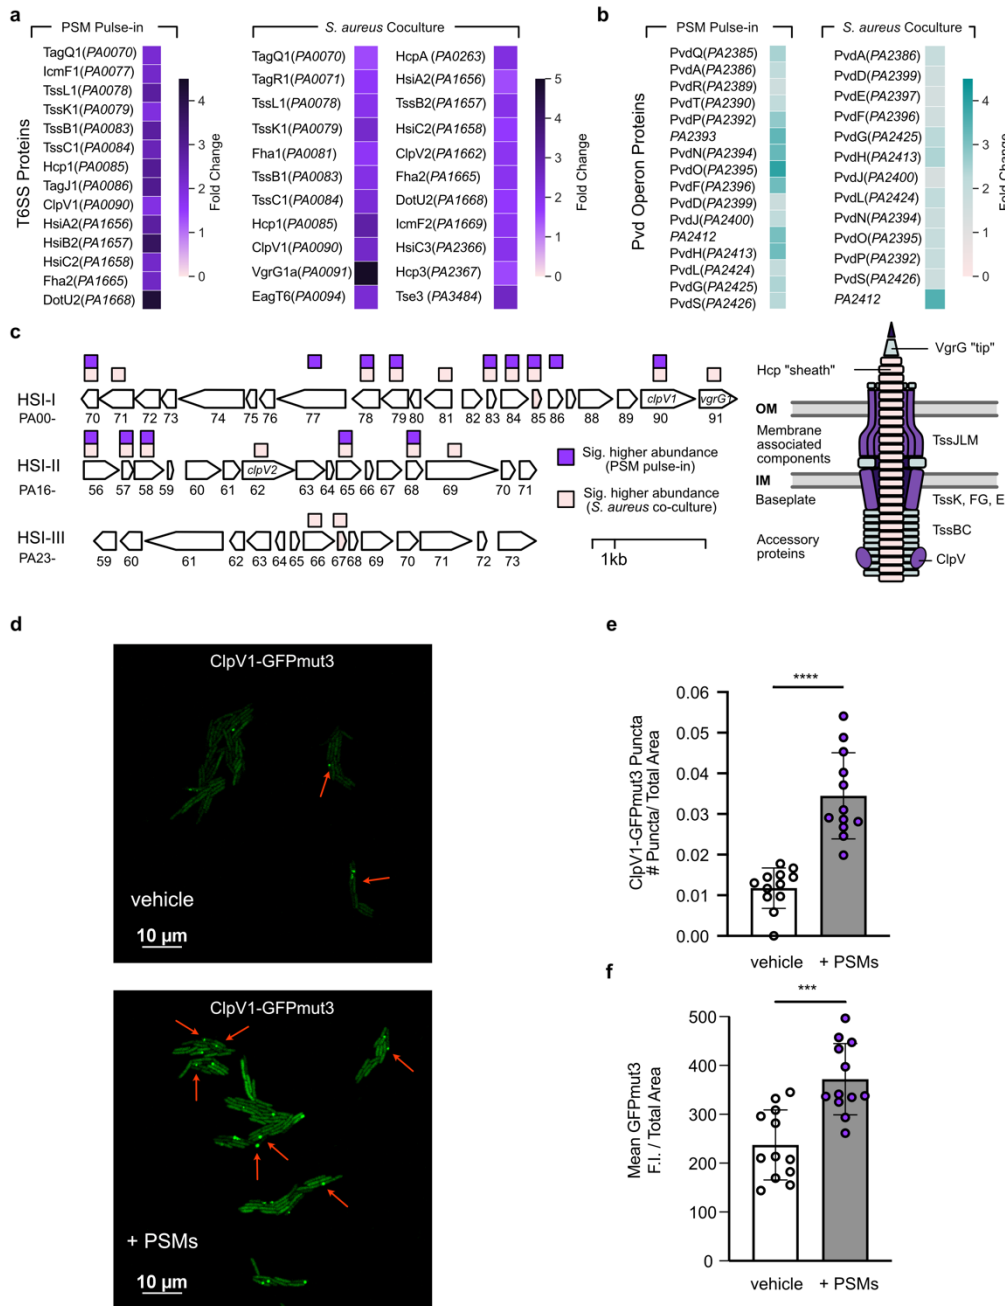 a
PSM Pulse-in
S. aureus Coculture
T6SS Proteins
TagQ1(PA0070)
IcmF1(PA0077)
TssL1(PA0078)
TssK1(PA0079)
TssB1(PA0083)
TssC1(PA0084)
Hcp1(PA0085)
TagJ1(PA0086)
ClpV1(PA0090)
HsiA2(PA1656)
HsiB2(PA1657)
HsiC2(PA1658)
Fha2(PA1665)
DotU2(PA1668)
4
3
2
1
0
Fold Change
TagQ1(PA0070)
TagR1(PA0071)
TssL1(PA0078)
TssK1(PA0079)
Fha1(PA0081)
TssB1(PA0083)
TssC1(PA0084)
Hcp1(PA0085)
ClpV1(PA0090)
VgrG1a(PA0091)
EagT6(PA0094)
HcpA(PA0263)
HsiA2(PA1656)
TssB2(PA1657)
HsiC2(PA1658)
ClpV2(PA1662)
Fha2(PA1665)
DotU2(PA1668)
IcmF2(PA1669)
HsiC3(PA2366)
Hcp3(PA2367)
Tse3(PA3484)
5
4
3
2
1
0
Fold Change
b
PSM Pulse-in
S. aureus Coculture
Pvd Operon Proteins
PvdQ(PA2385)
PvdA(PA2386)
PvdR(PA2389)
PvdT(PA2390)
PvdP(PA2392)
PA2393
PvdN(PA2394)
PvdO(PA2395)
PvdF(PA2396)
PvdD(PA2399)
PvdJ(PA2400)
PA2412
PvdH(PA2413)
PvdL(PA2424)
PvdG(PA2425)
PvdS(PA2426)
PvdA(PA2386)
PvdD(PA2399)
PvdE(PA2397)
PvdF(PA2396)
PvdG(PA2425)
PvdH(PA2413)
PvdJ(PA2400)
PvdL(PA2424)
PvdN(PA2394)
PvdO(PA2395)
PvdP(PA2392)
PvdS(PA2426)
PA2412
4
3
2
1
0
Fold Change
c
HSI-I
PA00-
70 71 72 73 74 75 76 77 78 79 80 81 82 83 84 85 86 87 88 89 90 91
clpV1 vgrG1
HSI-II
PA16-
56 57 58 59 60 61 62 63 64 65 66 67 68 69 70 71
clpV2
HSI-III
PA23-
59 60 61 62 63 64 65 66 67 68 69 70 71 72 73
Sig. higher abundance
(PSM pulse-in)
Sig. higher abundance
(S. aureus co-culture)
1kb
VgrG "tip"
Hcp "sheath"
OM
Membrane
associated
components
TssJLM
IM
Baseplate
TssK, FG, E
TssBC
Accessory
proteins
ClpV
d
ClpV1-GFPmut3
vehicle
10 µm
ClpV1-GFPmut3
+ PSMs
10 µm
e
****
ClpV1-GFPmut3 Puncta
# Puncta/ Total Area
0.06
0.05
0.04
0.03
0.02
0.01
0.00
vehicle + PSMs
f
***
Mean GFPmut3
F.I. / Total Area
500
400
300
200
100
0
vehicle + PSMs